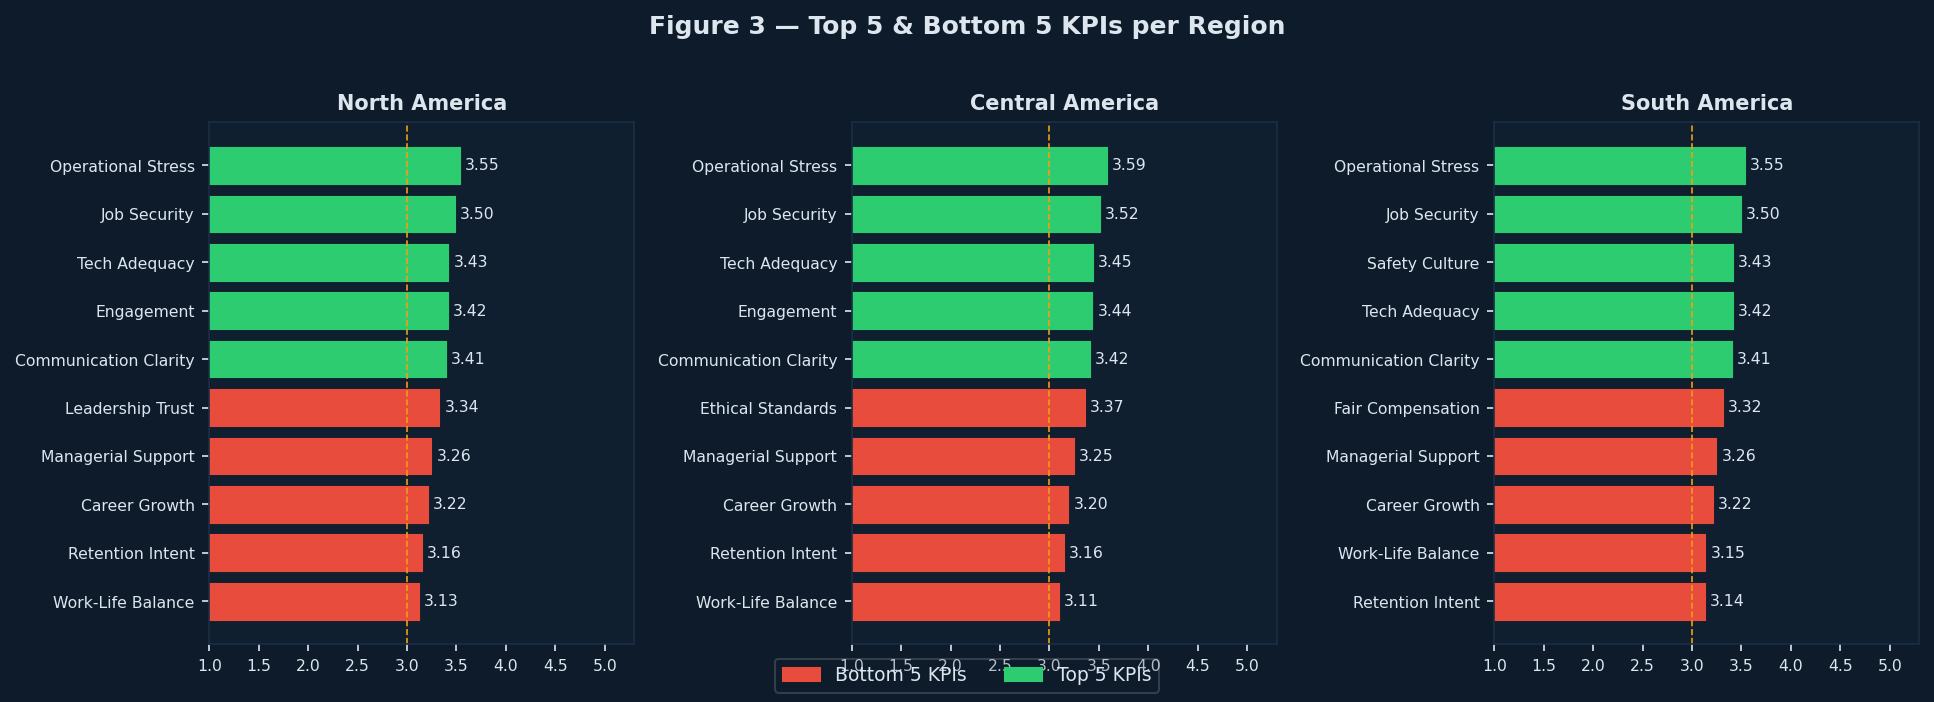 Figure 3 — Top 5 & Bottom 5 KPIs per Region
North America
Operational Stress 3.55
Job Security 3.50
Tech Adequacy 3.43
Engagement 3.42
Communication Clarity 3.41
Leadership Trust 3.34
Managerial Support 3.26
Career Growth 3.22
Retention Intent 3.16
Work-Life Balance 3.13
1.0 1.5 2.0 2.5 3.0 3.5 4.0 4.5 5.0
Central America
Operational Stress 3.59
Job Security 3.52
Tech Adequacy 3.45
Engagement 3.44
Communication Clarity 3.42
Ethical Standards 3.37
Managerial Support 3.25
Career Growth 3.20
Retention Intent 3.16
Work-Life Balance 3.11
1.0 1.5 2.0 2.5 3.0 3.5 4.0 4.5 5.0
South America
Operational Stress 3.55
Job Security 3.50
Safety Culture 3.43
Tech Adequacy 3.42
Communication Clarity 3.41
Fair Compensation 3.32
Managerial Support 3.26
Career Growth 3.22
Work-Life Balance 3.15
Retention Intent 3.14
1.0 1.5 2.0 2.5 3.0 3.5 4.0 4.5 5.0
Bottom 5 KPIs Top 5 KPIs